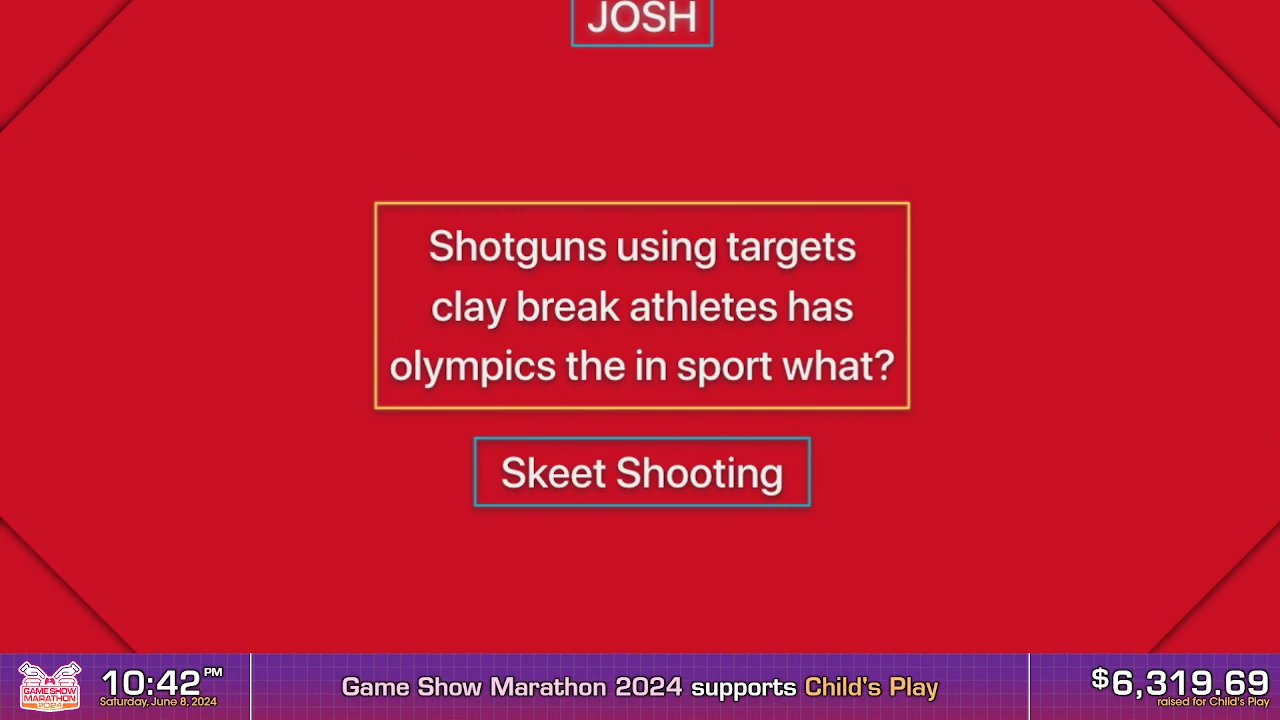 JOSH
Shotguns using targets
clay break athletes has
olympics the in sport what?
Skeet Shooting
GAME SHOW
MARATHON
2024
10:42 PM
Saturday, June 8, 2024
Game Show Marathon 2024 supports Child's Play
$6,319.69
raised for Child's Play